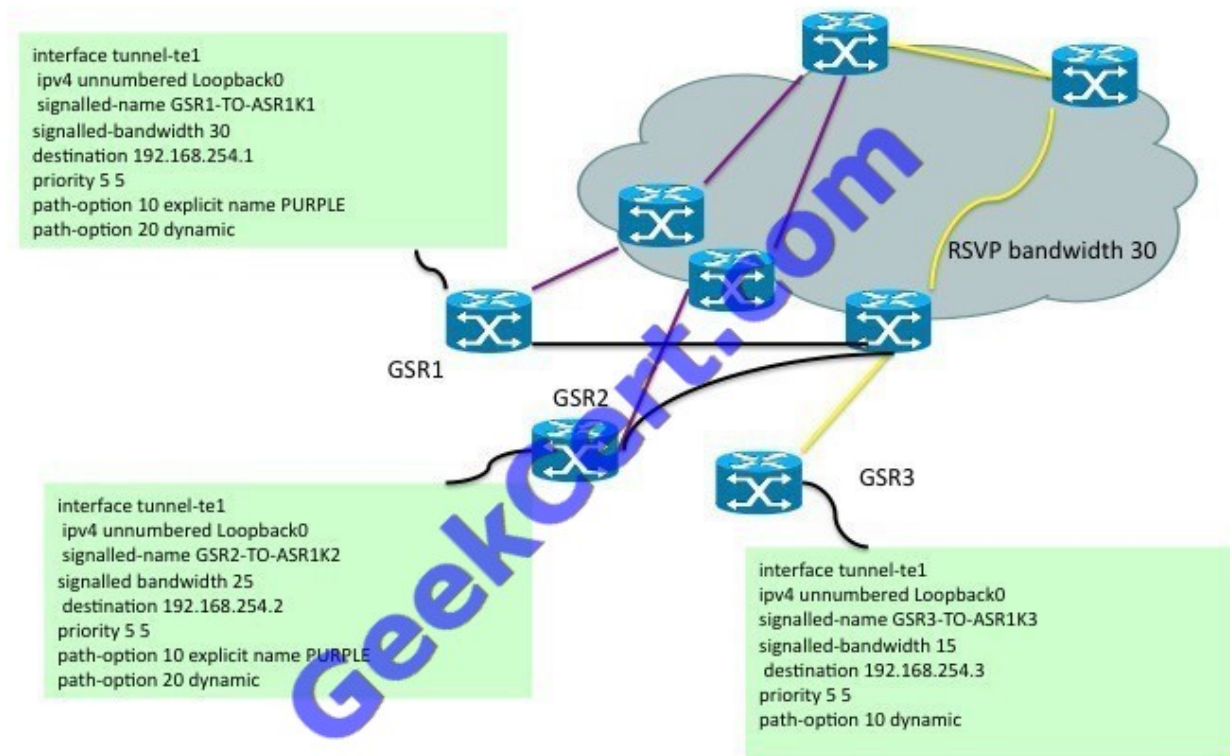 interface tunnel-te1
ipv4 unnumbered Loopback0
signalled-name GSR1-TO-ASR1K1
signalled-bandwidth 30
destination 192.168.254.1
priority 5 5
path-option 10 explicit name PURPLE
path-option 20 dynamic
RSVP bandwidth 30
GSR1
GSR2
GSR3
interface tunnel-te1
ipv4 unnumbered Loopback0
signalled-name GSR2-TO-ASR1K2
signalled bandwidth 25
destination 192.168.254.2
priority 5 5
path-option 10 explicit name PURPLE
path-option 20 dynamic
interface tunnel-te1
ipv4 unnumbered Loopback0
signalled-name GSR3-TO-ASR1K3
signalled-bandwidth 15
destination 192.168.254.3
priority 5 5
path-option 10 dynamic
GeekCert.com